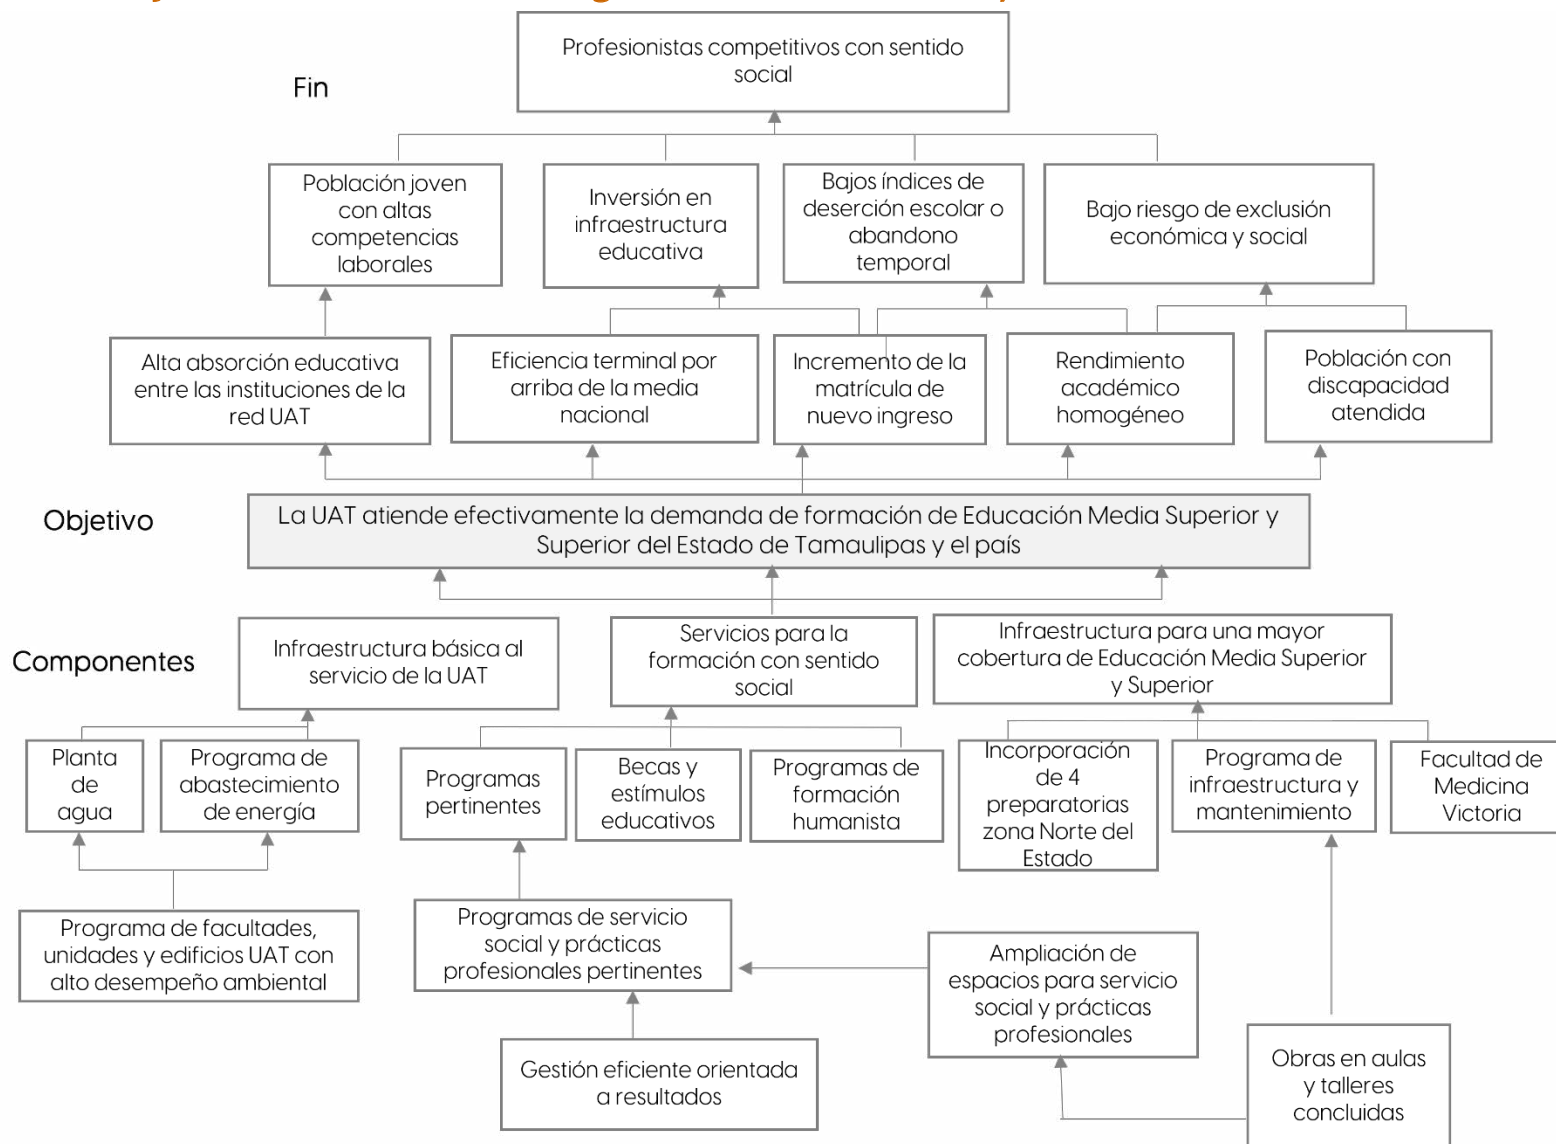 Profesionistas competitivos con sentido
social
Fin
Población joven
con altas
competencias
laborales
Inversión en
infraestructura
educativa
Bajos índices de
deserción escolar o
abandono
temporal
Bajo riesgo de exclusión
económica y social
Alta absorción educativa
entre las instituciones de la
red UAT
Eficiencia terminal por
arriba de la media
nacional
Incremento de la
matrícula de
nuevo ingreso
Rendimiento
académico
homogéneo
Población con
discapacidad
atendida
Objetivo
La UAT atiende efectivamente la demanda de formación de Educación Media Superior y
Superior del Estado de Tamaulipas y el país
Componentes
Infraestructura básica al
servicio de la UAT
Servicios para la
formación con sentido
social
Infraestructura para una mayor
cobertura de Educación Media Superior
y Superior
Planta
de
agua
Programa de
abastecimiento
de energía
Programas
pertinentes
Becas y
estímulos
educativos
Programas de
formación
humanista
Incorporación
de 4
preparatorias
zona Norte del
Estado
Programa de
infraestructura y
mantenimiento
Facultad de
Medicina
Victoria
Programa de facultades,
unidades y edificios UAT con
alto desempeño ambiental
Programas de servicio
social y prácticas
profesionales pertinentes
Ampliación de
espacios para servicio
social y prácticas
profesionales
Gestión eficiente orientada
a resultados
Obras en aulas
y talleres
concluidas